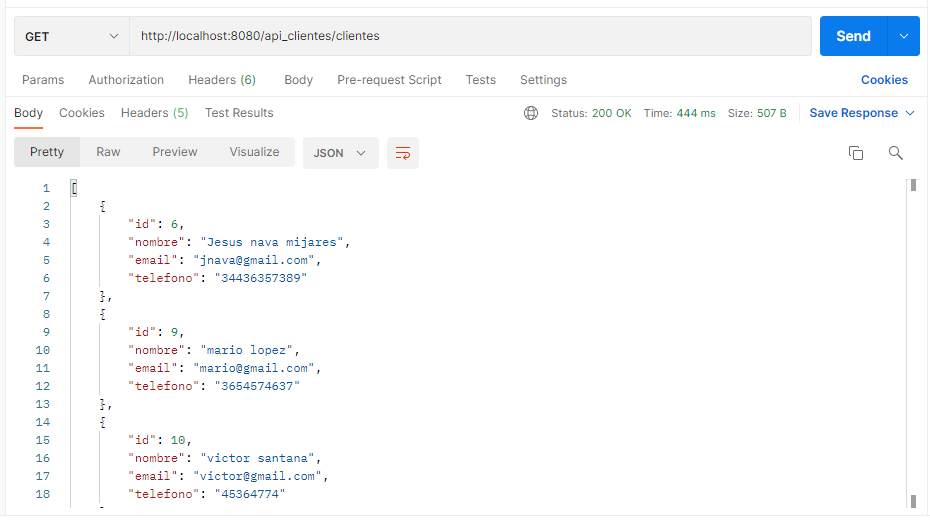 GET http://localhost:8080/api_clientes/clientes Send
Params Authorization Headers (6) Body Pre-request Script Tests Settings Cookies
Body Cookies Headers (5) Test Results Status: 200 OK Time: 444 ms Size: 507 B Save Response
Pretty Raw Preview Visualize JSON
1 [
2 {
3 "id": 6,
4 "nombre": "Jesus nava mijares",
5 "email": "jnava@gmail.com",
6 "telefono": "34436357389"
7 },
8 {
9 "id": 9,
10 "nombre": "mario lopez",
11 "email": "mario@gmail.com",
12 "telefono": "3654574637"
13 },
14 {
15 "id": 10,
16 "nombre": "victor santana",
17 "email": "victor@gmail.com",
18 "telefono": "45364774"